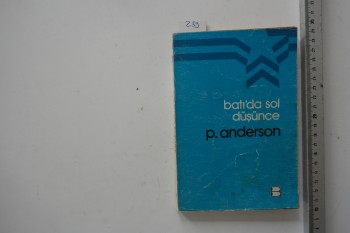 batı'da sol
düşünce
p. anderson